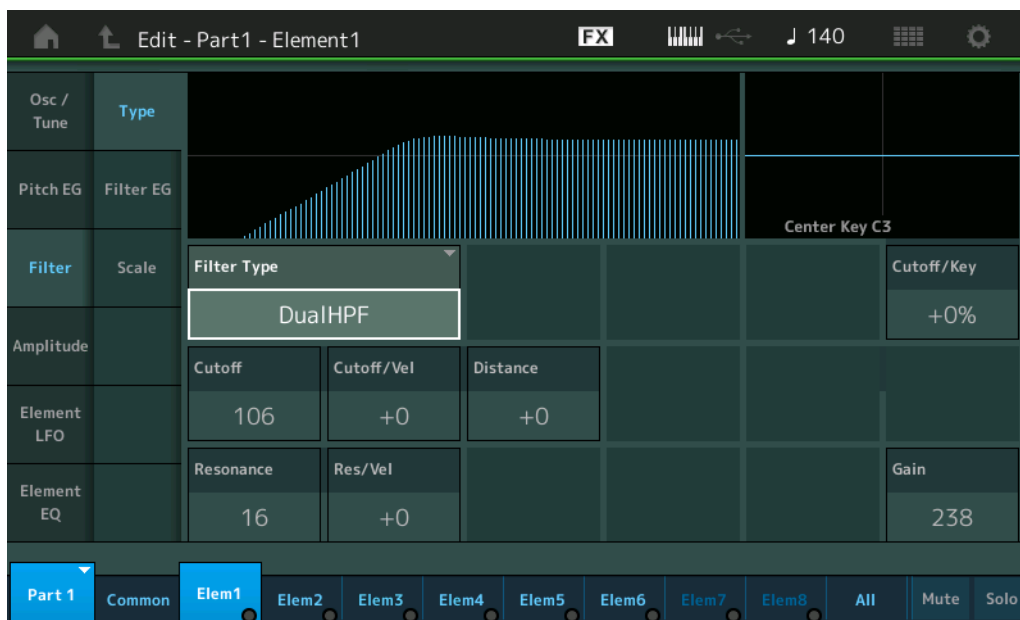 Edit - Part1 - Element1 FX ♩ 140
Osc / Tune
Type
Pitch EG
Filter EG
Center Key C3
Filter
Scale
Filter Type
DualHPF
Cutoff/Key
+0%
Amplitude
Cutoff
106
Cutoff/Vel
+0
Distance
+0
Element LFO
Resonance
16
Res/Vel
+0
Gain
238
Element EQ
Part 1 Common Elem1 Elem2 Elem3 Elem4 Elem5 Elem6 Elem7 Elem8 All Mute Solo